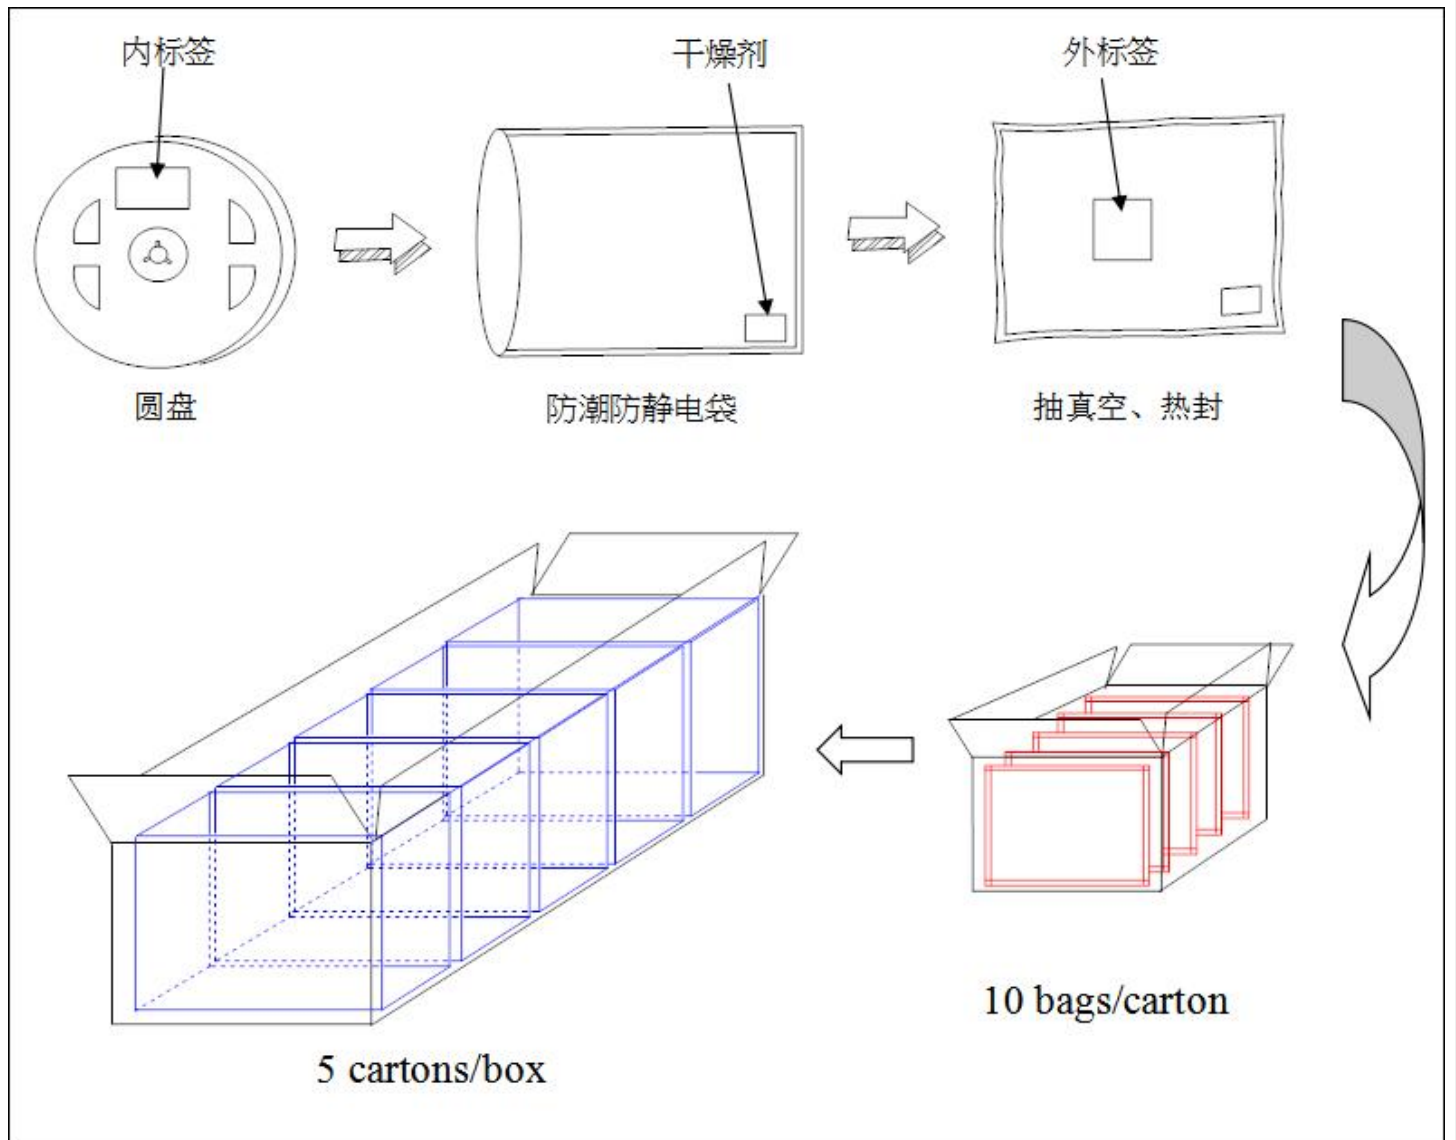 内标签
干燥剂
外标签
圆盘
防潮防静电袋
抽真空、热封
10 bags/carton
5 cartons/box